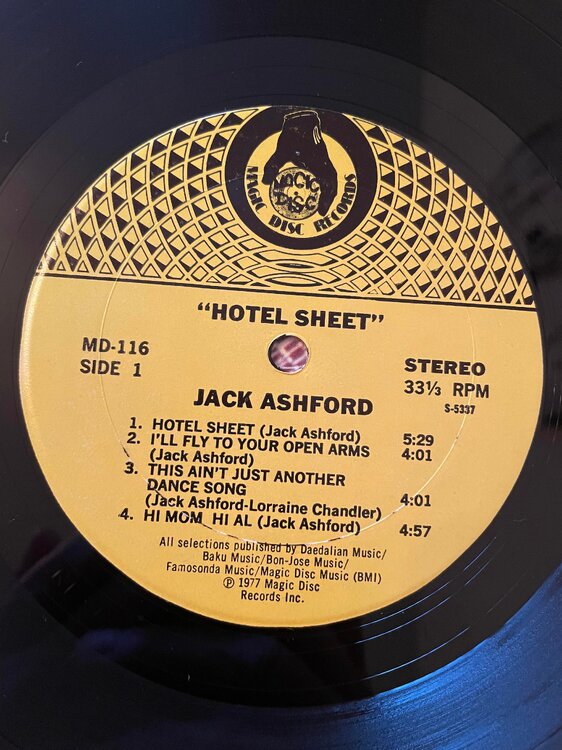 MAGIC
DISC
MAGIC DISC RECORDS
"HOTEL SHEET"
MD-116
SIDE 1
STEREO
33⅓ RPM
S-5337
JACK ASHFORD
1. HOTEL SHEET (Jack Ashford) 5:29
2. I'LL FLY TO YOUR OPEN ARMS
(Jack Ashford) 4:01
3. THIS AIN'T JUST ANOTHER
DANCE SONG
(Jack Ashford-Lorraine Chandler) 4:01
4. HI MOM, HI AL (Jack Ashford) 4:57
All selections published by Daedalian Music/
Baku Music/Bon-Jose Music/
Famosonda Music/Magic Disc Music (BMI)
Ⓟ 1977 Magic Disc
Records Inc.